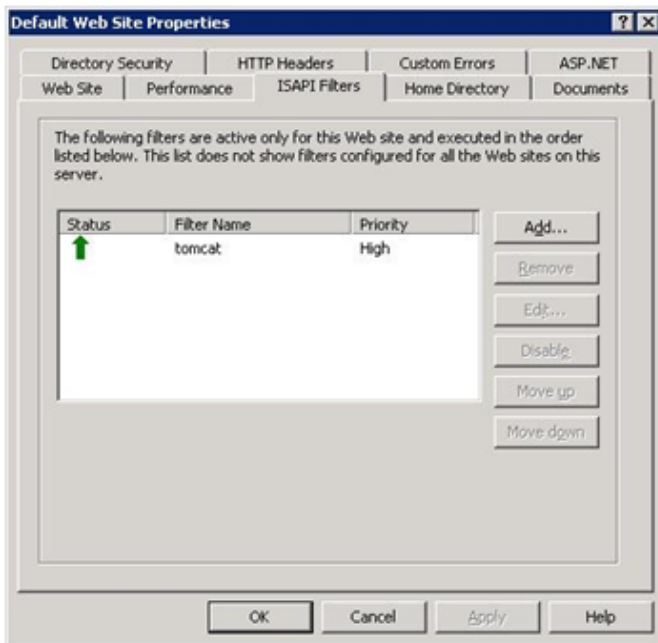 Default Web Site Properties
? X
Directory Security HTTP Headers Custom Errors ASP.NET
Web Site Performance ISAPI Filters Home Directory Documents
The following filters are active only for this Web site and executed in the order
listed below. This list does not show filters configured for all the Web sites on this
server.
Status Filter Name Priority
Add...
tomcat High
Remove
Edit...
Disable
Move up
Move down
OK Cancel Apply Help